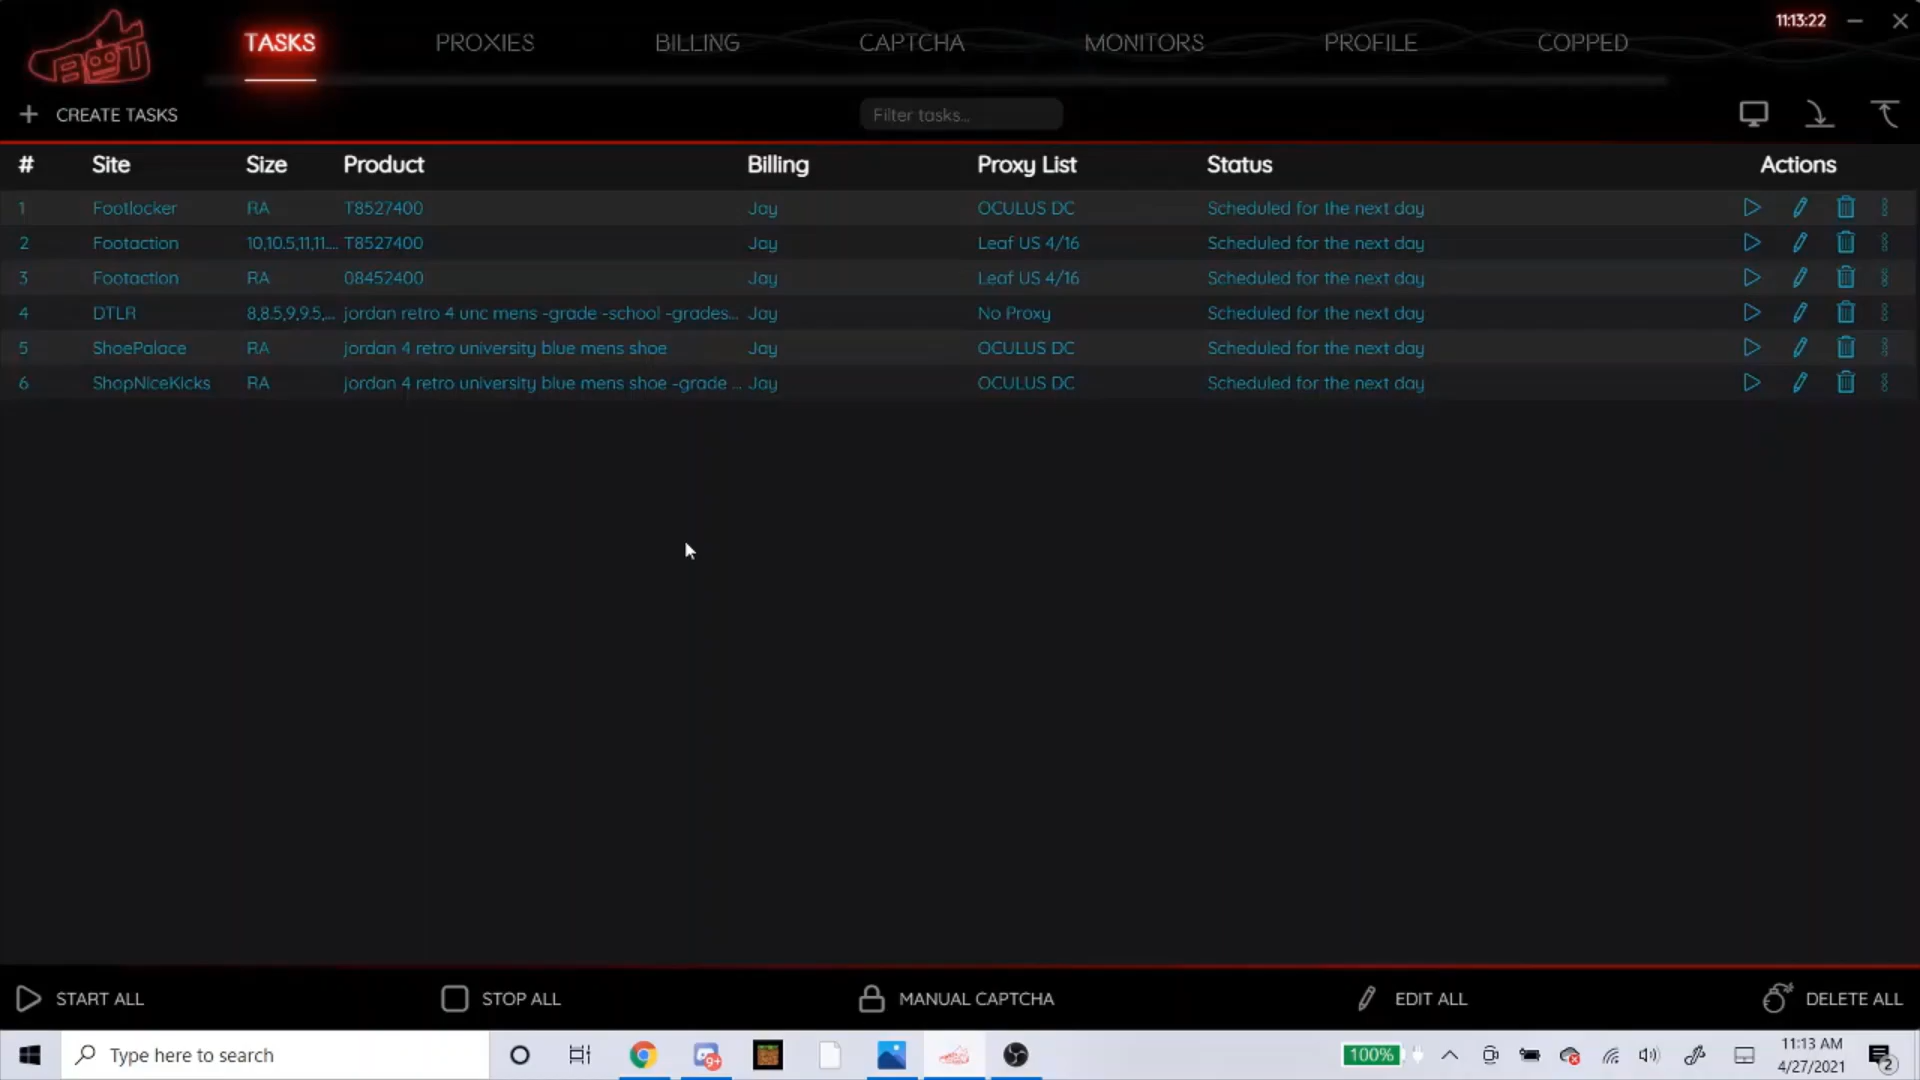 BOT
TASKS PROXIES BILLING CAPTCHA MONITORS PROFILE COPPED 11:13:22
+ CREATE TASKS Filter tasks...
# Site Size Product Billing Proxy List Status Actions
1 Footlocker RA T8527400 Jay OCULUS DC Scheduled for the next day
2 Footaction 10,10.5,11,11.... T8527400 Jay Leaf US 4/16 Scheduled for the next day
3 Footaction RA 08452400 Jay Leaf US 4/16 Scheduled for the next day
4 DTLR 8,8.5,9,9.5,... jordan retro 4 unc mens -grade -school -grades... Jay No Proxy Scheduled for the next day
5 ShoePalace RA jordan 4 retro university blue mens shoe Jay OCULUS DC Scheduled for the next day
6 ShopNiceKicks RA jordan 4 retro university blue mens shoe -grade ... Jay OCULUS DC Scheduled for the next day
START ALL STOP ALL MANUAL CAPTCHA EDIT ALL DELETE ALL
Type here to search 9+ 100% 11:13 AM
4/27/2021 2